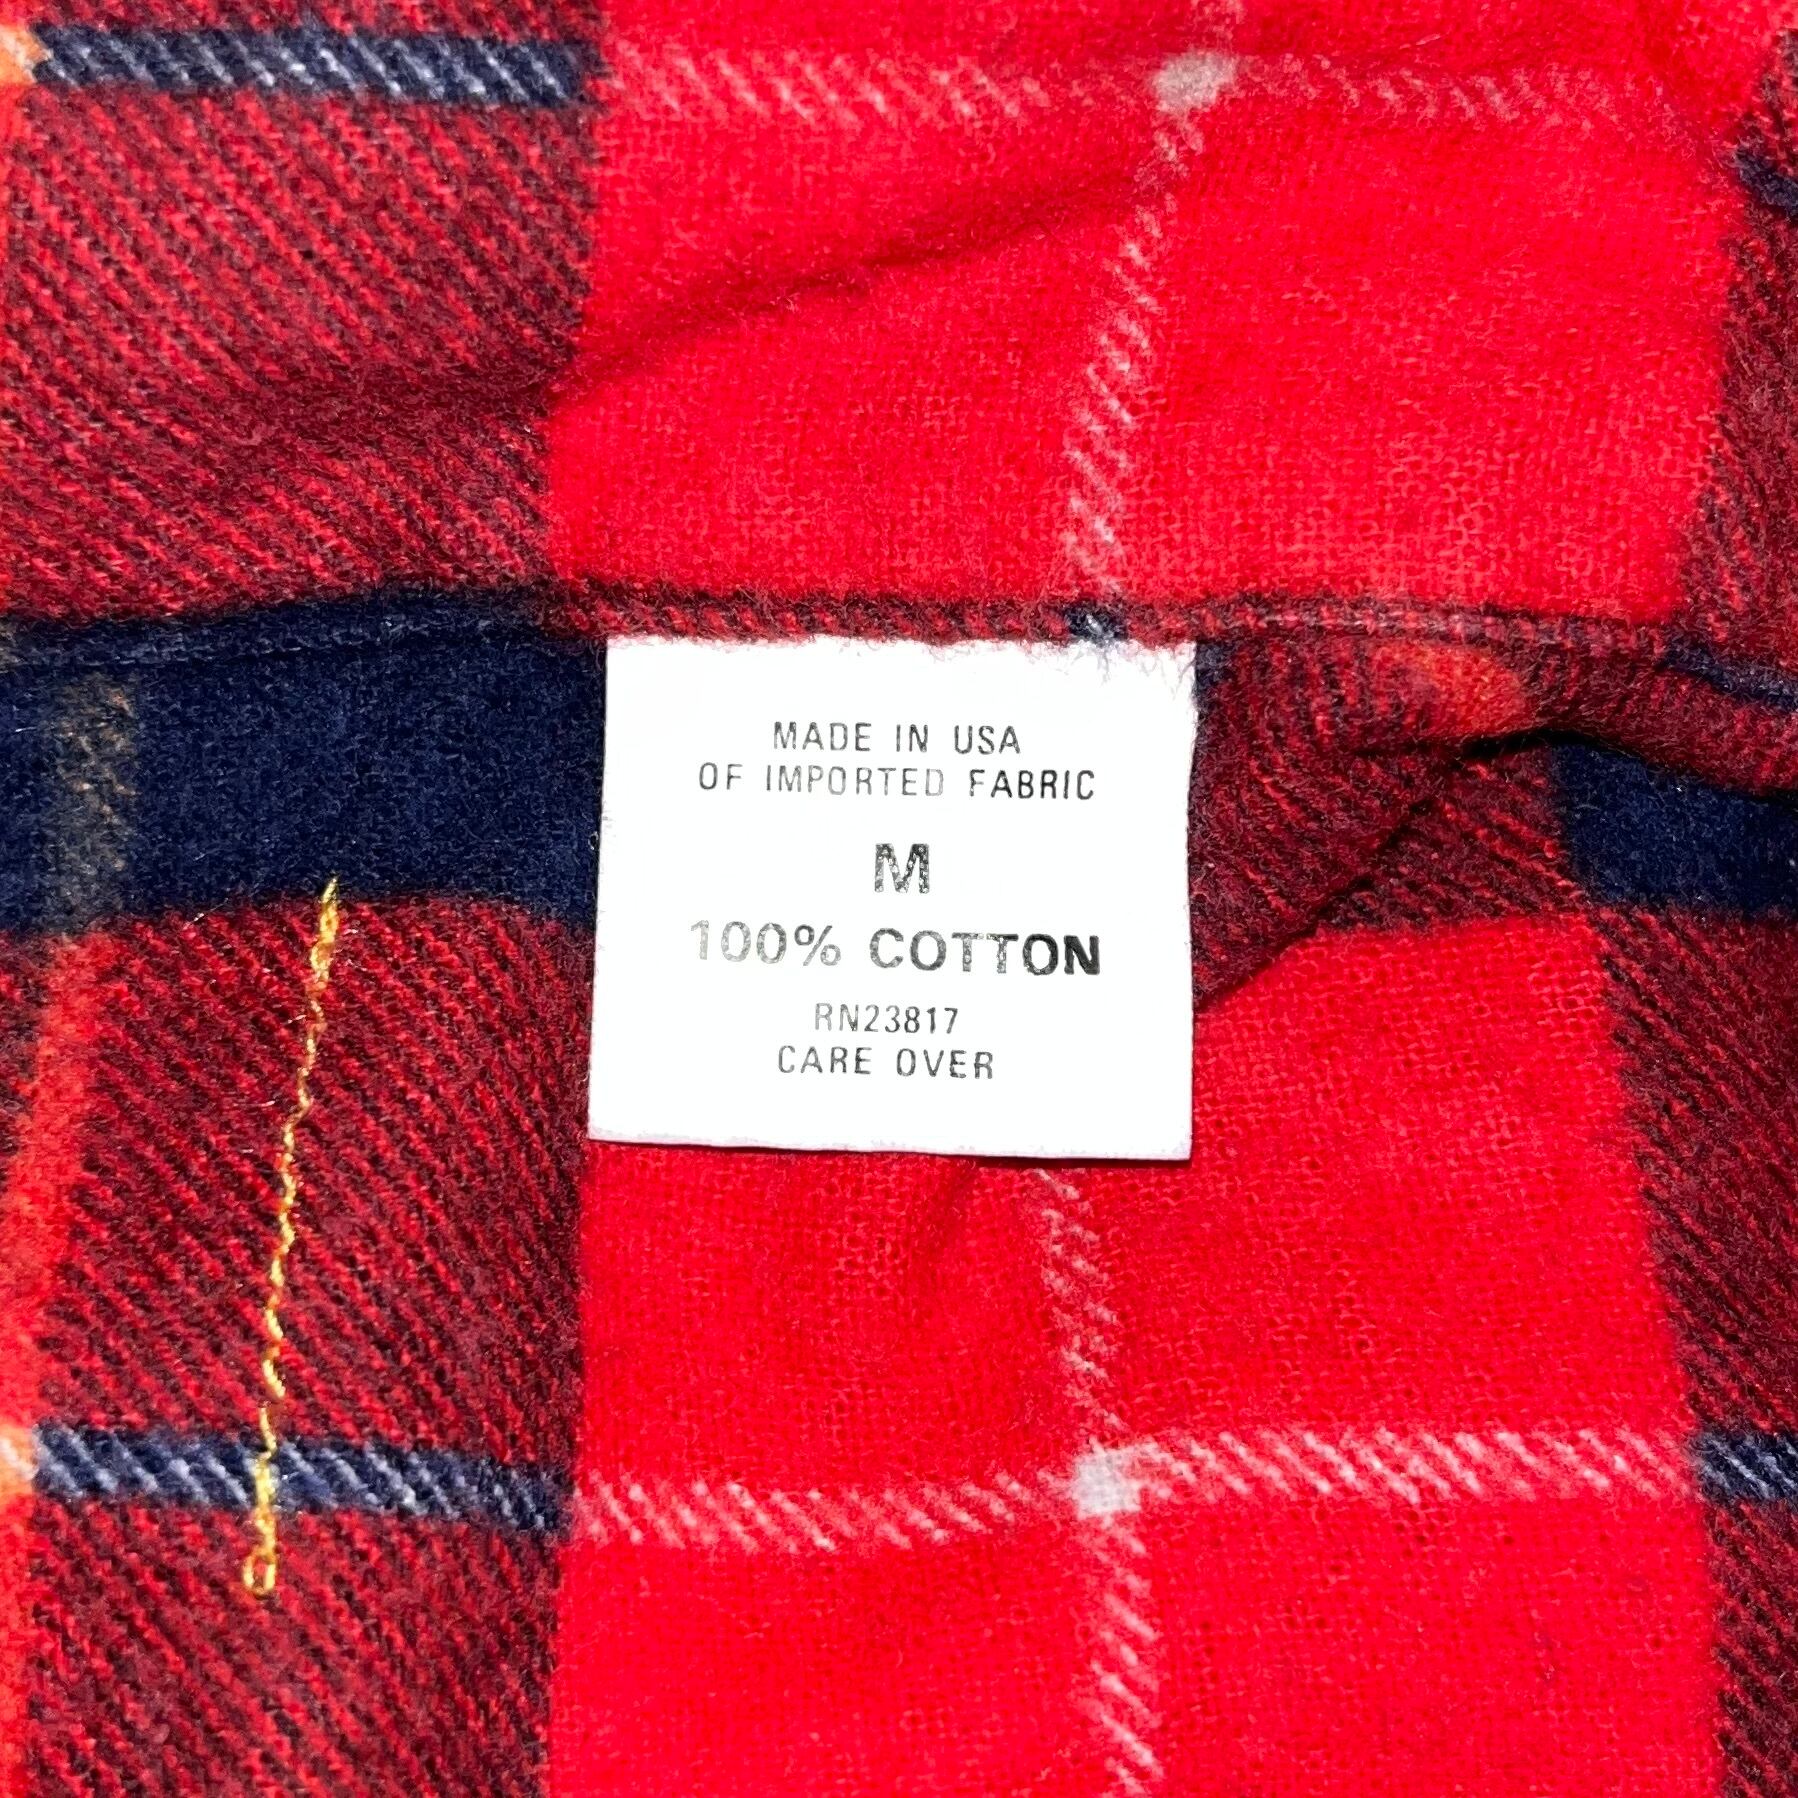 MADE IN USA
OF IMPORTED FABRIC
M
100% COTTON
RN23817
CARE OVER